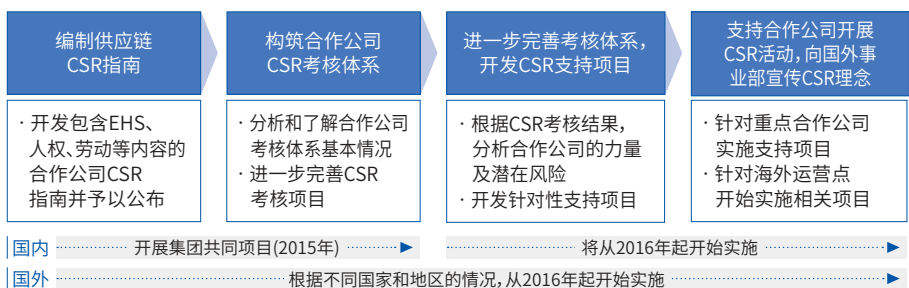 编制供应链
CSR指南
构筑合作公司
CSR考核体系
进一步完善考核体系，
开发CSR支持项目
支持合作公司开展
CSR活动，向国外事
业部宣传CSR理念
· 开发包含EHS、
人权、劳动等内容的
合作公司CSR
指南并予以公布
· 分析和了解合作公司
考核体系基本情况
· 进一步完善CSR
考核项目
· 根据CSR考核结果，
分析合作公司的力量
及潜在风险
· 开发针对性支持项目
· 针对重点合作公司
实施支持项目
· 针对海外运营点
开始实施相关项目
国内 开展集团共同项目(2015年) 将从2016年起开始实施
国外 根据不同国家和地区的情况，从2016年起开始实施